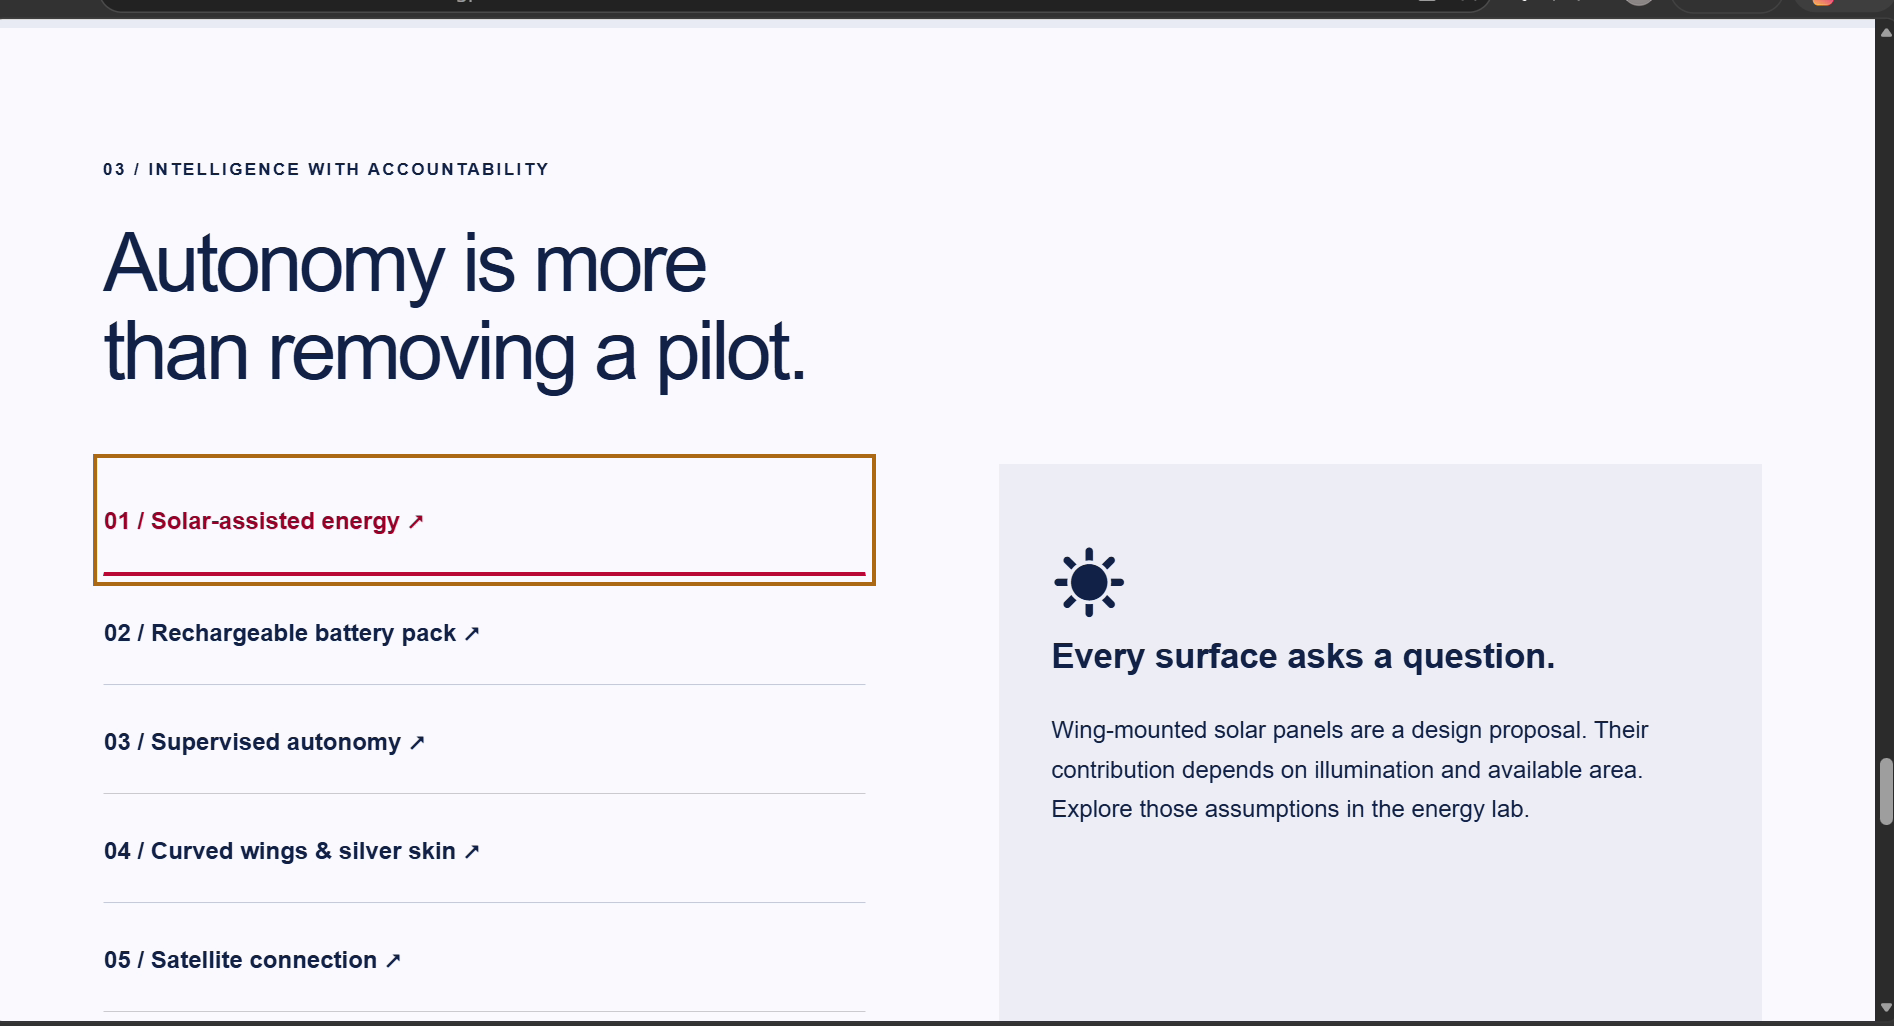 03 / INTELLIGENCE WITH ACCOUNTABILITY
Autonomy is more
than removing a pilot.
01 / Solar-assisted energy ↗
02 / Rechargeable battery pack ↗
03 / Supervised autonomy ↗
04 / Curved wings & silver skin ↗
05 / Satellite connection ↗
Every surface asks a question.
Wing-mounted solar panels are a design proposal. Their
contribution depends on illumination and available area.
Explore those assumptions in the energy lab.